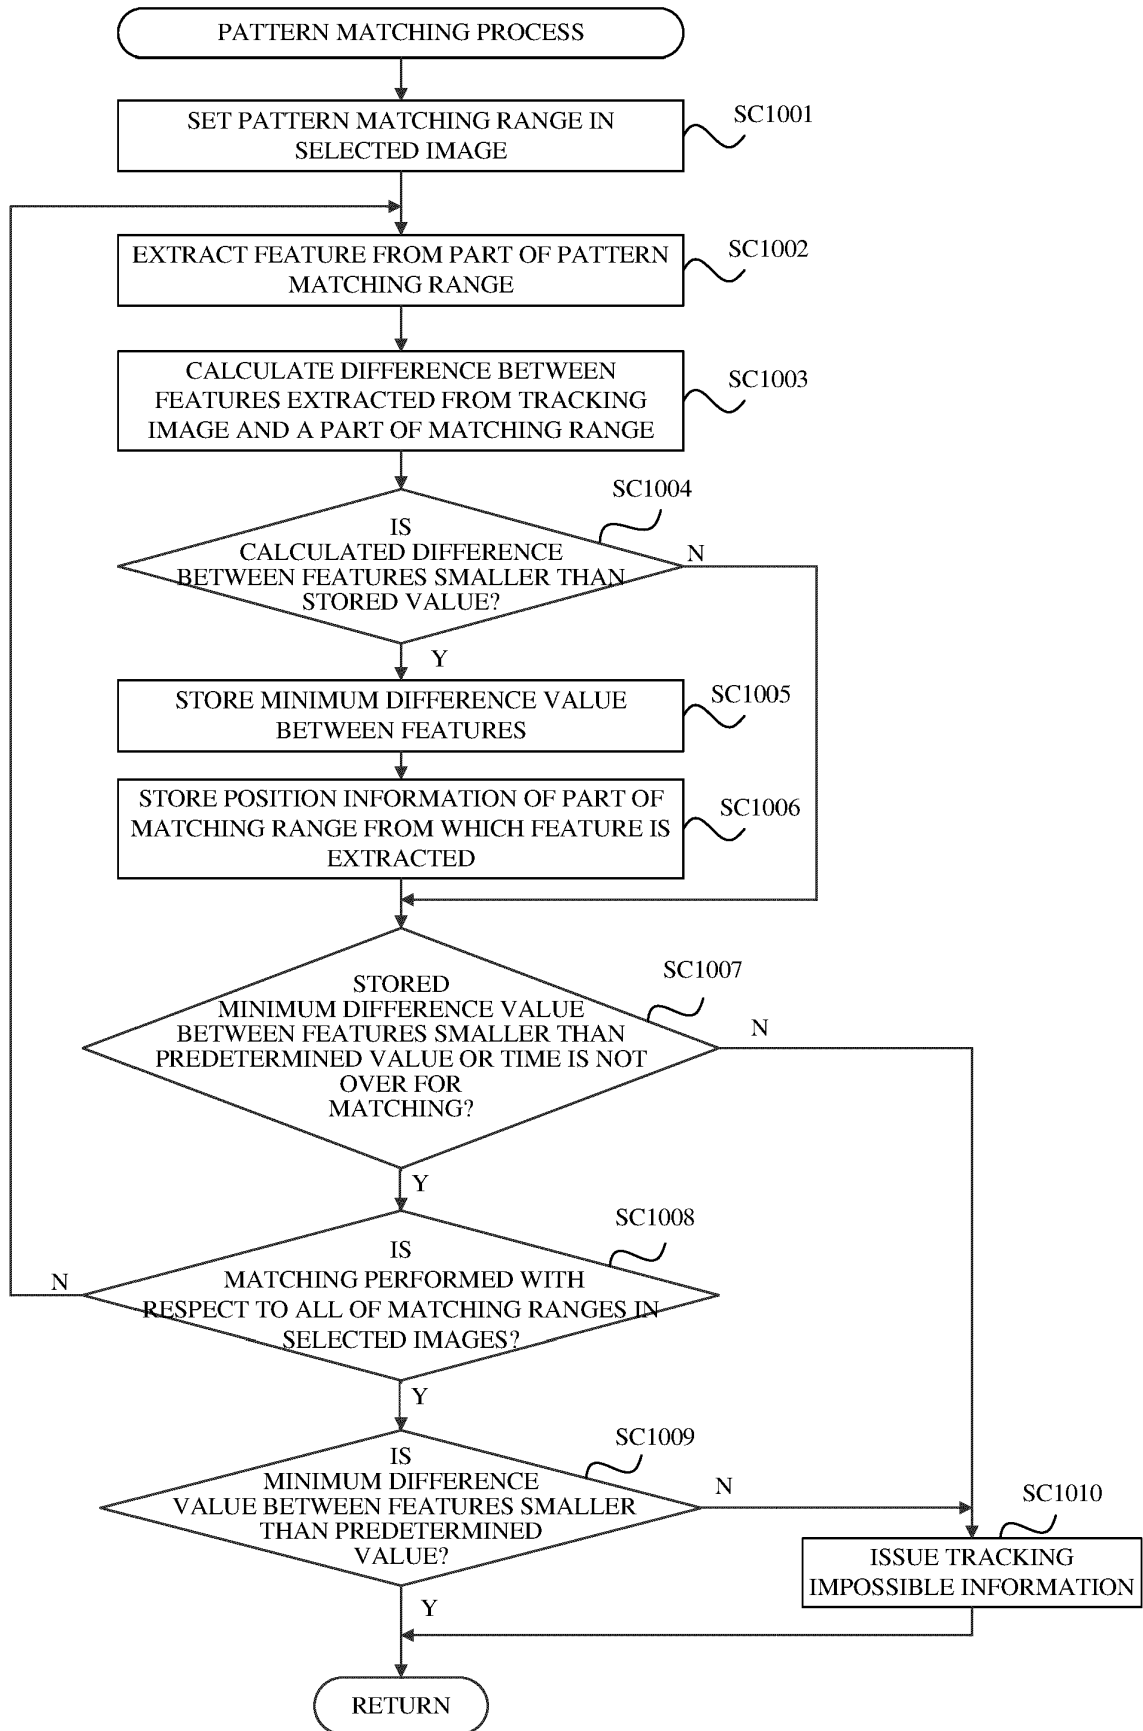 PATTERN MATCHING PROCESS
SET PATTERN MATCHING RANGE IN
SELECTED IMAGE
SC1001
EXTRACT FEATURE FROM PART OF PATTERN
MATCHING RANGE
SC1002
CALCULATE DIFFERENCE BETWEEN
FEATURES EXTRACTED FROM TRACKING
IMAGE AND A PART OF MATCHING RANGE
SC1003
SC1004
IS
CALCULATED DIFFERENCE
BETWEEN FEATURES SMALLER THAN
STORED VALUE?
N
Y
STORE MINIMUM DIFFERENCE VALUE
BETWEEN FEATURES
SC1005
STORE POSITION INFORMATION OF PART OF
MATCHING RANGE FROM WHICH FEATURE IS
EXTRACTED
SC1006
SC1007
STORED
MINIMUM DIFFERENCE VALUE
BETWEEN FEATURES SMALLER THAN
PREDETERMINED VALUE OR TIME IS NOT
OVER FOR
MATCHING?
N
Y
SC1008
IS
MATCHING PERFORMED WITH
RESPECT TO ALL OF MATCHING RANGES IN
SELECTED IMAGES?
N
Y
SC1009
IS
MINIMUM DIFFERENCE
VALUE BETWEEN FEATURES SMALLER
THAN PREDETERMINED
VALUE?
N
Y
SC1010
ISSUE TRACKING
IMPOSSIBLE INFORMATION
RETURN